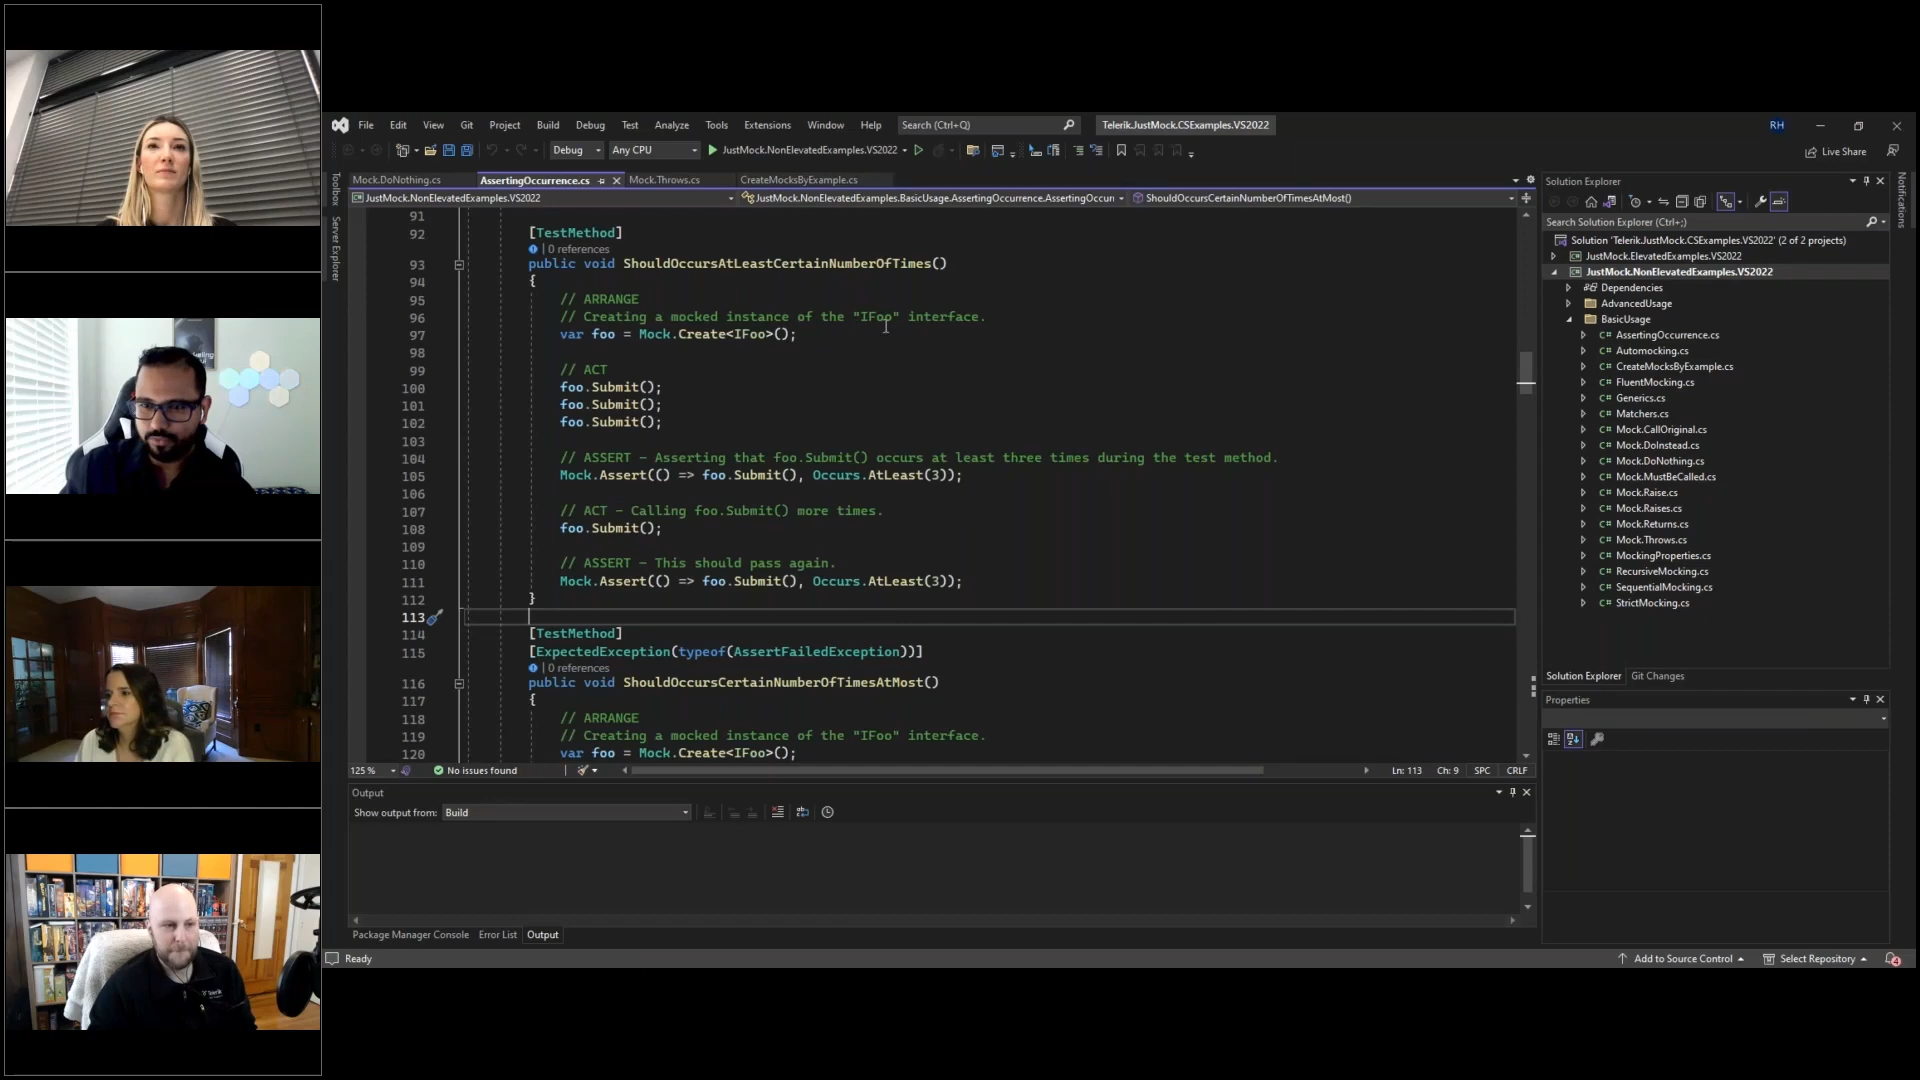 File Edit View Git Project Build Debug Test Analyze Tools Extensions Window Help Search (Ctrl+Q) Telerik.JustMock.CSExamples.VS2022 RH
Debug Any CPU JustMock.NonElevatedExamples.VS2022 Live Share
Toolbox
Server Explorer
Notifications
Mock.DoNothing.cs AssertingOccurrence.cs Mock.Throws.cs CreateMocksByExample.cs
JustMock.NonElevatedExamples.VS2022 JustMock.NonElevatedExamples.BasicUsage.AssertingOccurrence.AssertingOccurr ShouldOccursCertainNumberOfTimesAtMost()
91
92 [TestMethod]
0 references
93 public void ShouldOccursAtLeastCertainNumberOfTimes()
94 {
95 // ARRANGE
96 // Creating a mocked instance of the "IFoo" interface.
97 var foo = Mock.Create<IFoo>();
98
99 // ACT
100 foo.Submit();
101 foo.Submit();
102 foo.Submit();
103
104 // ASSERT - Asserting that foo.Submit() occurs at least three times during the test method.
105 Mock.Assert(() => foo.Submit(), Occurs.AtLeast(3));
106
107 // ACT - Calling foo.Submit() more times.
108 foo.Submit();
109
110 // ASSERT - This should pass again.
111 Mock.Assert(() => foo.Submit(), Occurs.AtLeast(3));
112 }
113
114 [TestMethod]
115 [ExpectedException(typeof(AssertFailedException))]
0 references
116 public void ShouldOccursCertainNumberOfTimesAtMost()
117 {
118 // ARRANGE
119 // Creating a mocked instance of the "IFoo" interface.
120 var foo = Mock.Create<IFoo>();
125 % No issues found Ln: 113 Ch: 9 SPC CRLF
Output
Show output from: Build
Package Manager Console Error List Output
Solution Explorer
Search Solution Explorer (Ctrl+;)
Solution 'Telerik.JustMock.CSExamples.VS2022' (2 of 2 projects)
JustMock.ElevatedExamples.VS2022
JustMock.NonElevatedExamples.VS2022
Dependencies
AdvancedUsage
BasicUsage
C# AssertingOccurrence.cs
C# Automocking.cs
C# CreateMocksByExample.cs
C# FluentMocking.cs
C# Generics.cs
C# Matchers.cs
C# Mock.CallOriginal.cs
C# Mock.DoInstead.cs
C# Mock.DoNothing.cs
C# Mock.MustBeCalled.cs
C# Mock.Raise.cs
C# Mock.Raises.cs
C# Mock.Returns.cs
C# Mock.Throws.cs
C# MockingProperties.cs
C# RecursiveMocking.cs
C# SequentialMocking.cs
C# StrictMocking.cs
Solution Explorer Git Changes
Properties
Ready Add to Source Control Select Repository 4